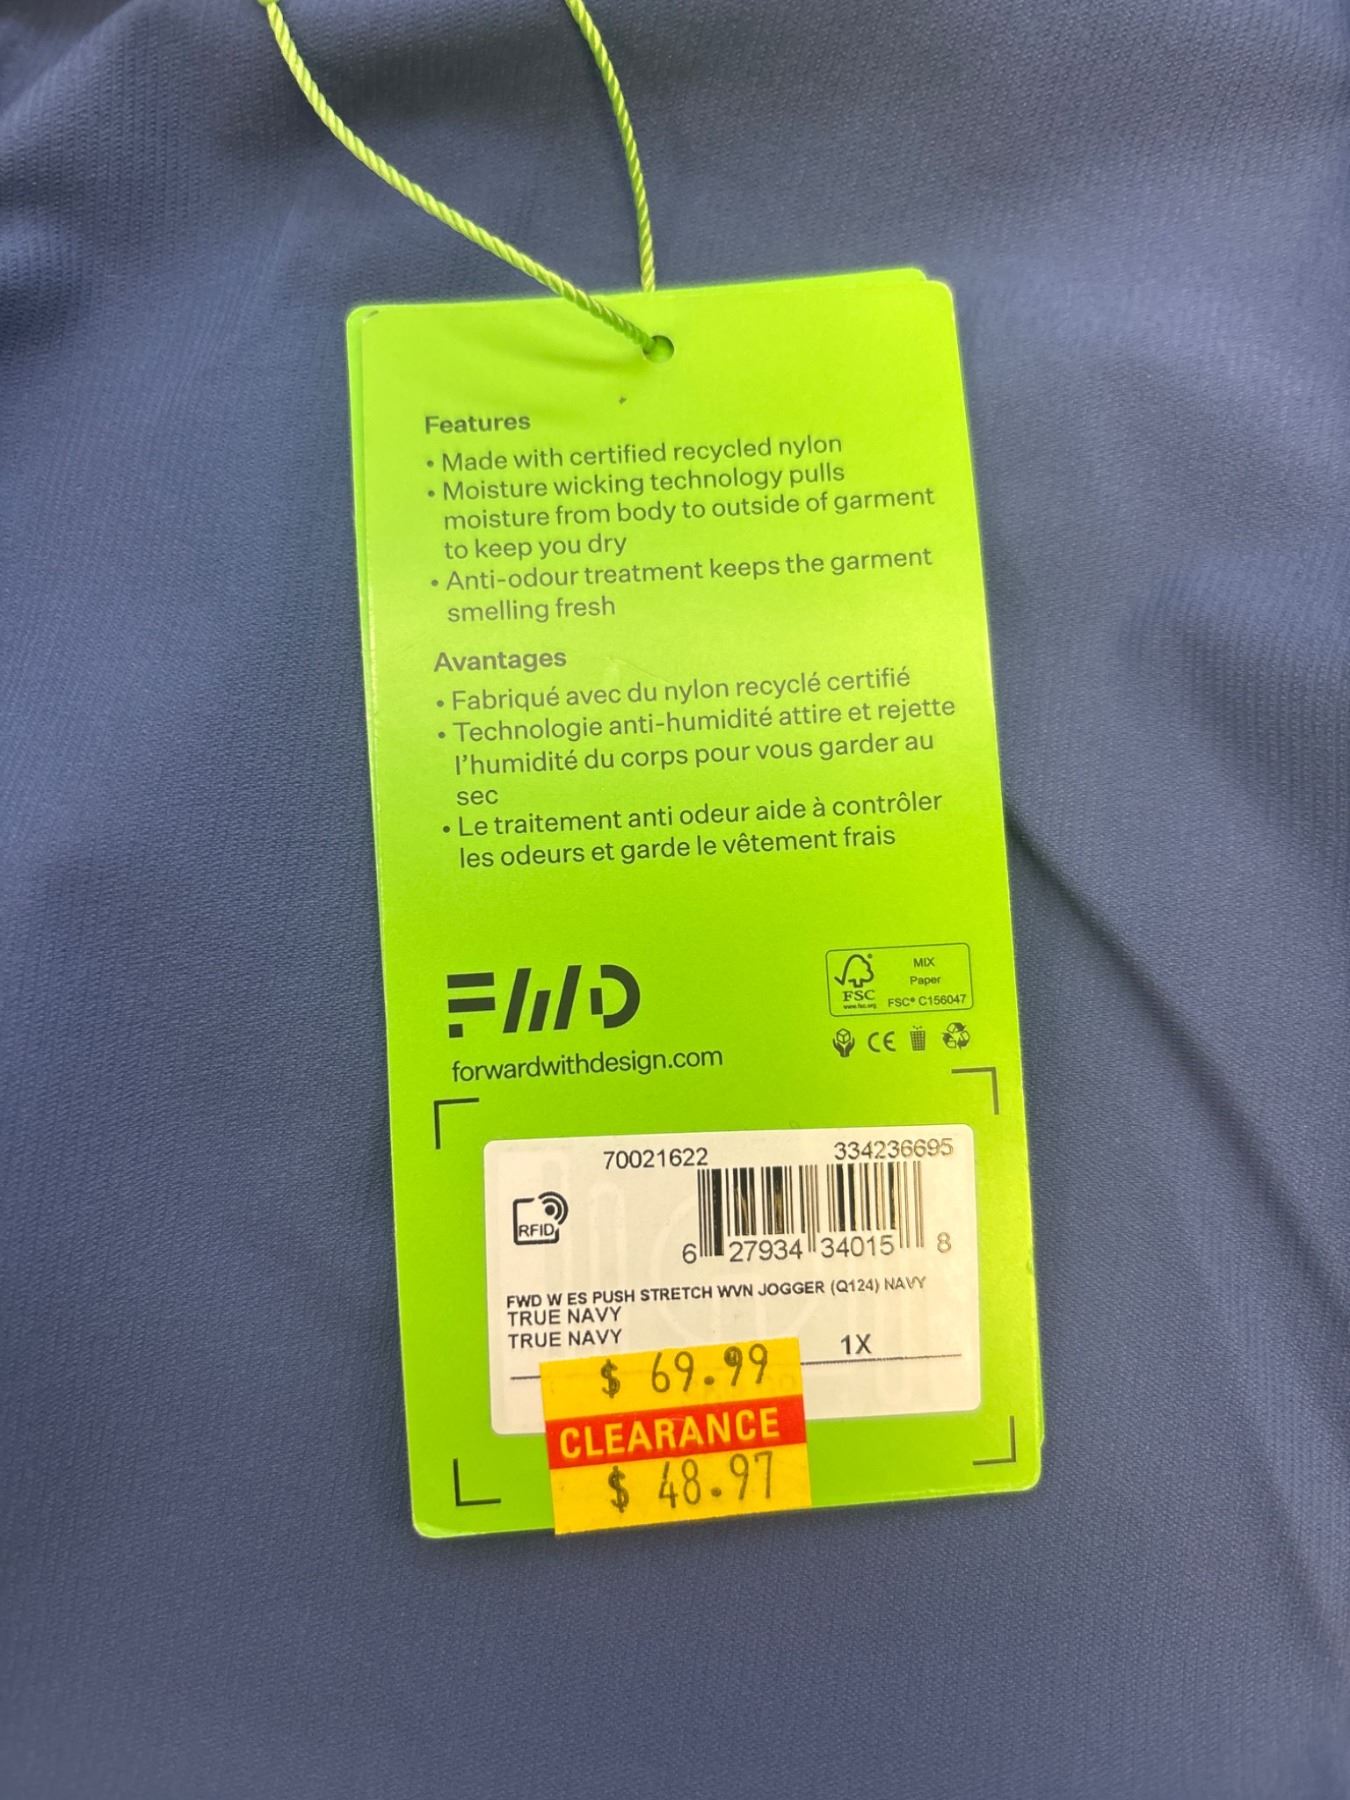 Features
• Made with certified recycled nylon
• Moisture wicking technology pulls
moisture from body to outside of garment
to keep you dry
• Anti-odour treatment keeps the garment
smelling fresh
Avantages
• Fabriqué avec du nylon recyclé certifié
• Technologie anti-humidité attire et rejette
l'humidité du corps pour vous garder au
sec
• Le traitement anti odeur aide à contrôler
les odeurs et garde le vêtement frais
FWD
forwardwithdesign.com
FSC
www.fsc.org
MIX
Paper
FSC® C156047
CE
70021622 334236695
RFID
6 27934 34015 8
FWD W ES PUSH STRETCH WVN JOGGER (Q124) NAVY
TRUE NAVY
TRUE NAVY
1X
$ 69.99
CLEARANCE
$ 48.97